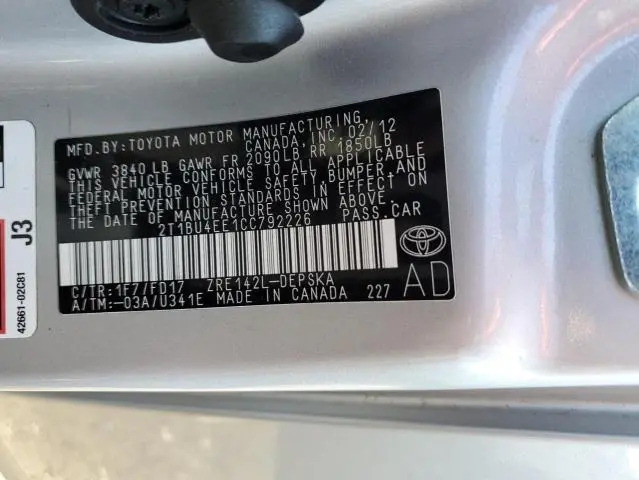 MFD.BY:TOYOTA MOTOR MANUFACTURING,
CANADA, INC. 02/12
GVWR 3840LB GAWR FR 2090LB RR 1850LB
THIS VEHICLE CONFORMS TO ALL APPLICABLE
FEDERAL MOTOR VEHICLE SAFETY, BUMPER, AND
THEFT PREVENTION STANDARDS IN EFFECT ON
THE DATE OF MANUFACTURE SHOWN ABOVE.
2T1BU4EE1CC792226 PASS.CAR
C/TR:1F7/FD17 ZRE142L-DEPSKA
A/TM:-03A/U341E MADE IN CANADA 227
AD
J3
42661-02C81